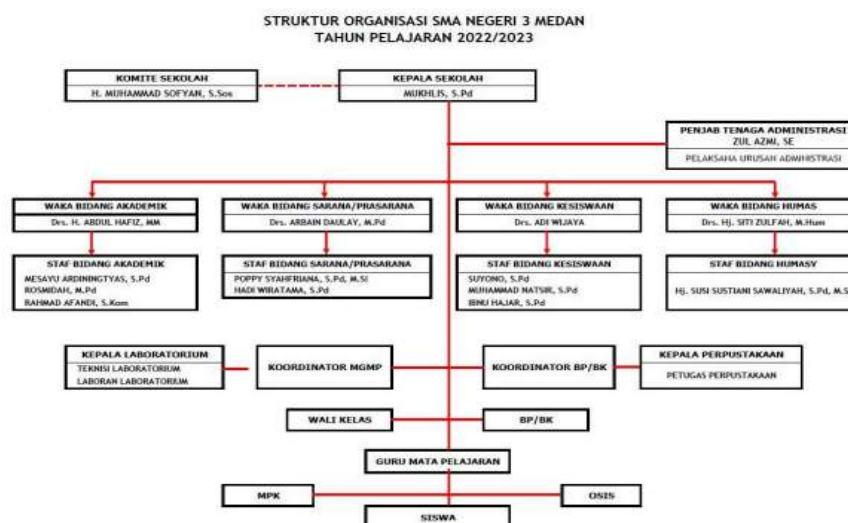 STRUKTUR ORGANISASI SMA NEGERI 3 MEDAN
TAHUN PELAJARAN 2022/2023
KOMITE SEKOLAH
H. MUHAMMAD SOFYAN, S.Sos
KEPALA SEKOLAH
MUKHLIS, S.Pd
PENJAB TENAGA ADMINISTRASI
ZUL AZMI, SE
PELAKSANA URUSAN ADMINISTRASI
WAKA BIDANG AKADEMIK
Drs. H. ABDUL HAFIZ, MM
WAKA BIDANG SARANA/PRASARANA
Drs. ARBAIN DAULAY, M.Pd
WAKA BIDANG KESISWAAN
Drs. ADI WIJAYA
WAKA BIDANG HUMAS
Drs. Hj. SITI ZULFAH, M.Hum
STAF BIDANG AKADEMIK
MESAYU ARDININGTYAS, S.Pd
ROSMIDAH, M.Pd
RAHMAD AFANDI, S.Kom
STAF BIDANG SARANA/PRASARANA
POPPY SYAHFRIANA, S.Pd, M.Si
HADI WIRATAMA, S.Pd
STAF BIDANG KESISWAAN
SUYONO, S.Pd
MUHAMMAD NATSIR, S.Pd
IBNU HAJAR, S.Pd
STAF BIDANG HUMASY
Hj. SUSI SUSTIANI SAWALIYAH, S.Pd, M.S
KEPALA LABORATORIUM
TEKNISI LABORATORIUM
LABORAN LABORATORIUM
KOORDINATOR MGMP
KOORDINATOR BP/BK
KEPALA PERPUSTAKAAN
PETUGAS PERPUSTAKAAN
WALI KELAS
BP/BK
GURU MATA PELAJARAN
MPK
OSIS
SISWA